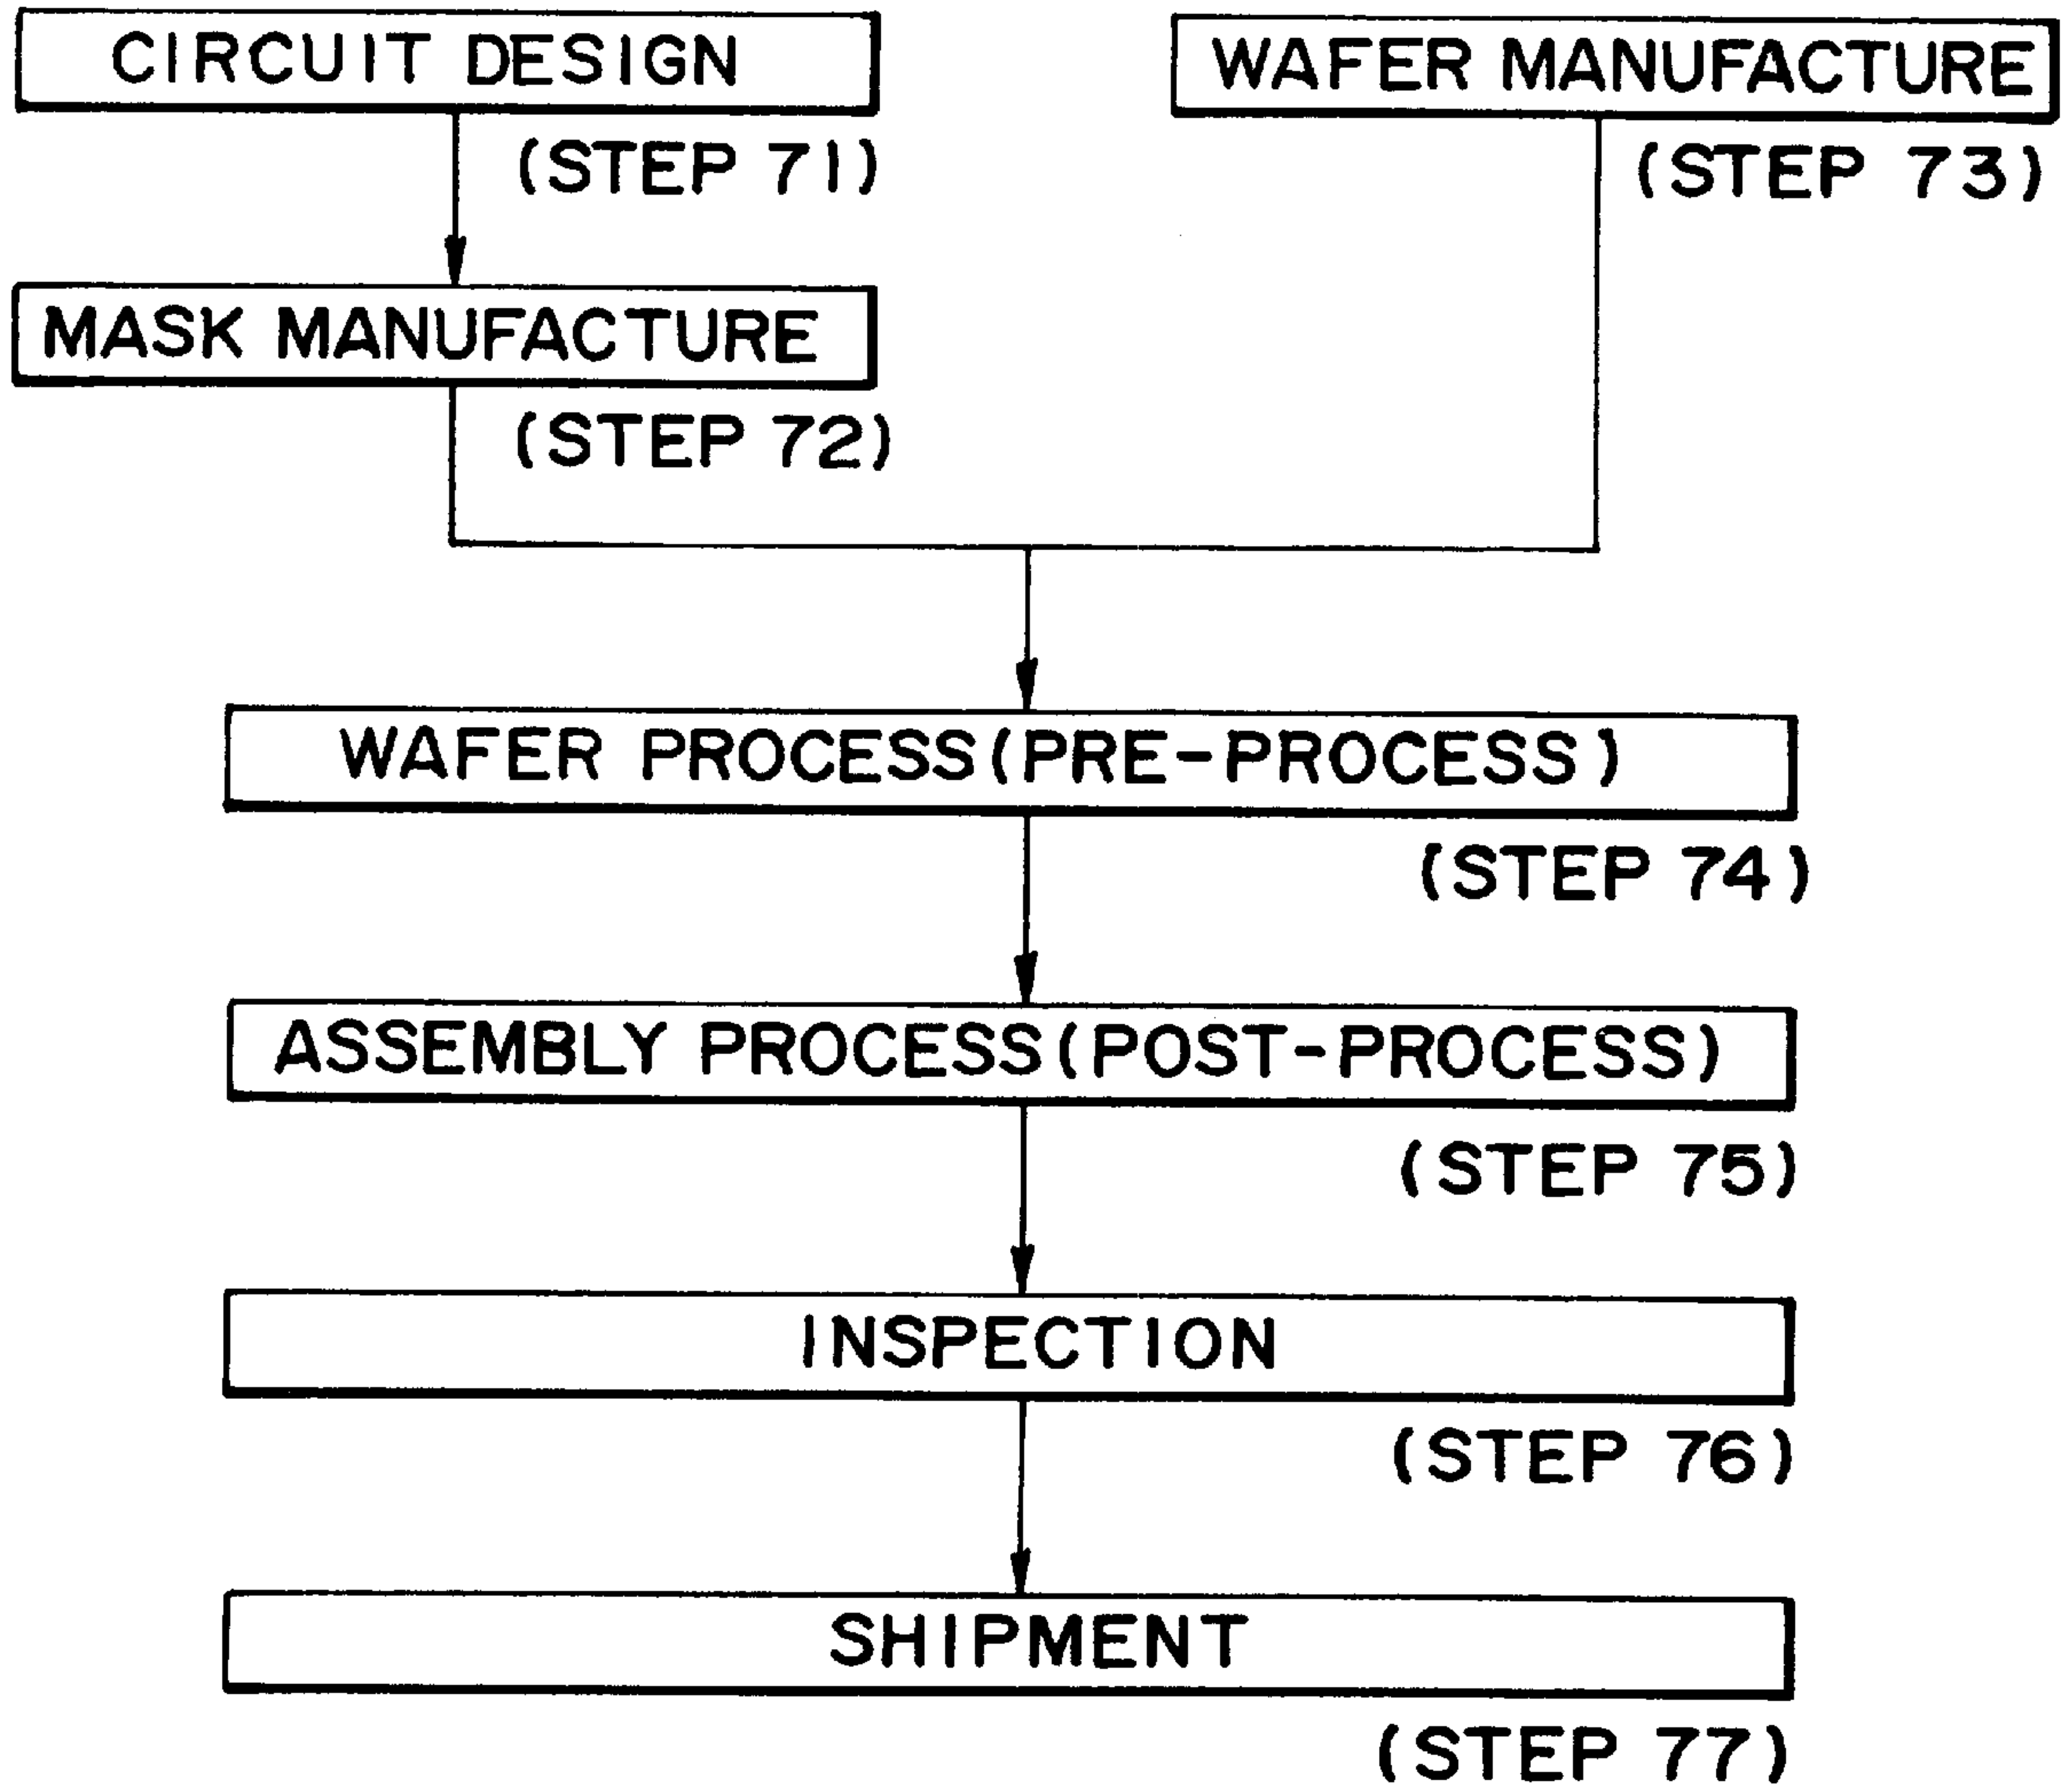 CIRCUIT DESIGN
(STEP 71)
MASK MANUFACTURE
(STEP 72)
WAFER MANUFACTURE
(STEP 73)
WAFER PROCESS(PRE-PROCESS)
(STEP 74)
ASSEMBLY PROCESS(POST-PROCESS)
(STEP 75)
INSPECTION
(STEP 76)
SHIPMENT
(STEP 77)